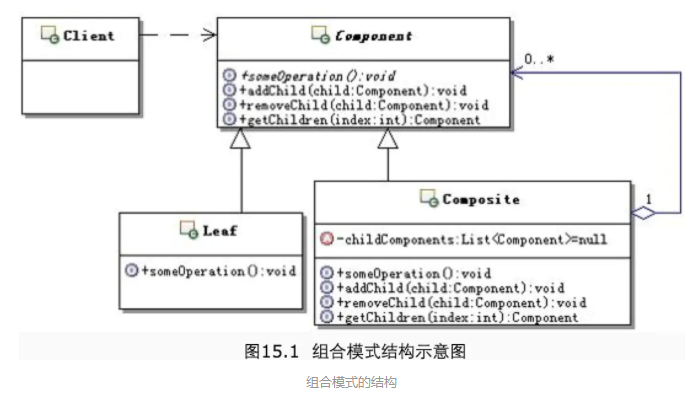 Client
Component
+someOperation():void
+addChild(child:Component):void
+removeChild(child:Component):void
+getChildren(index:int):Component
0..*
Leaf
+someOperation():void
Composite
1
-childComponents:List<Component>=null
+someOperation():void
+addChild(child:Component):void
+removeChild(child:Component):void
+getChildren(index:int):Component
图15.1 组合模式结构示意图
组合模式的结构